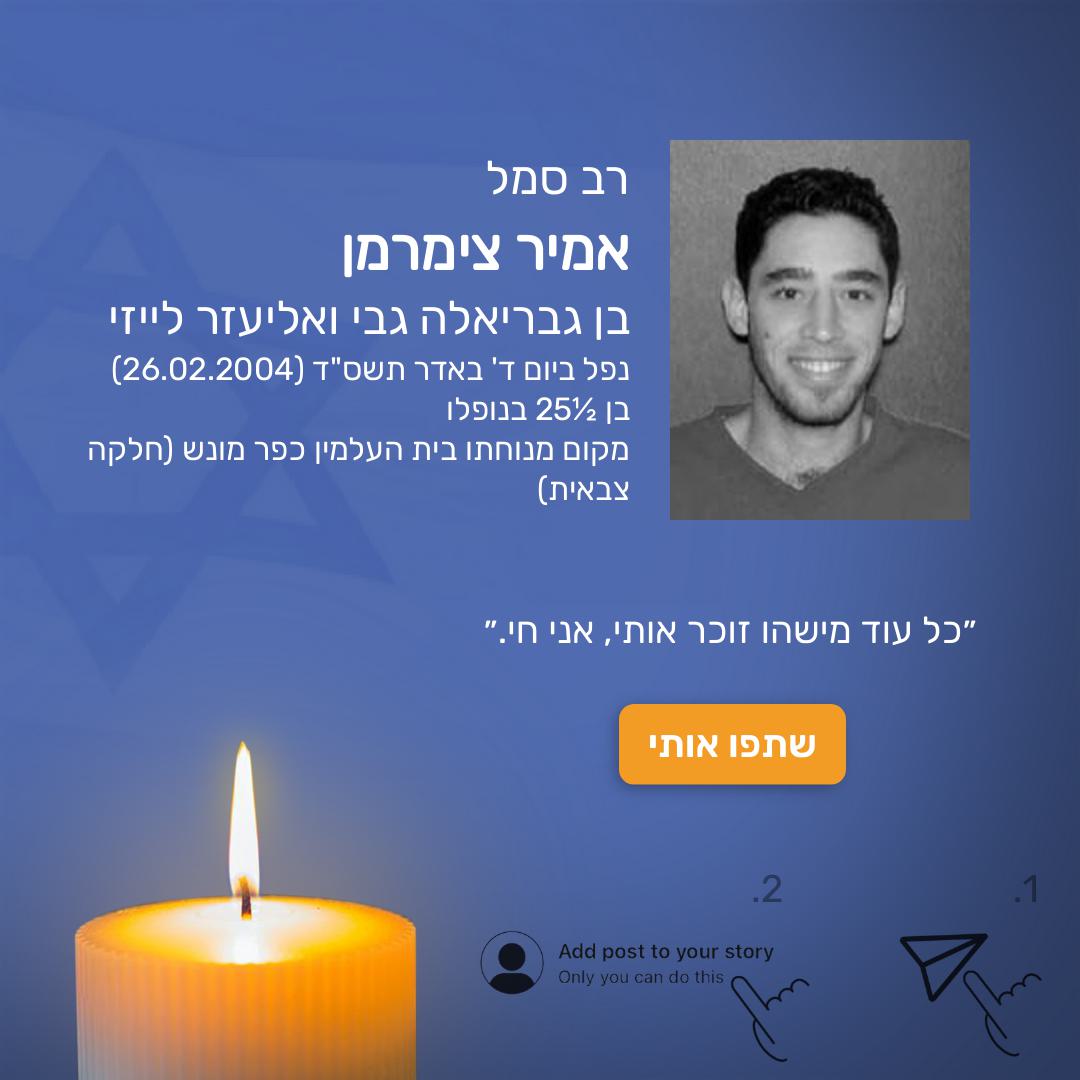 רב סמל
אמיר צימרמן
בן גבריאלה גבי ואליעזר לייזי
נפל ביום ד' באדר תשס"ד (26.02.2004)
בן 25½ בנופלו
מקום מנוחתו בית העלמין כפר מונש (חלקה
צבאית)
״כל עוד מישהו זוכר אותי, אני חי.״
שתפו אותי
1.
2.
Add post to your story
Only you can do this